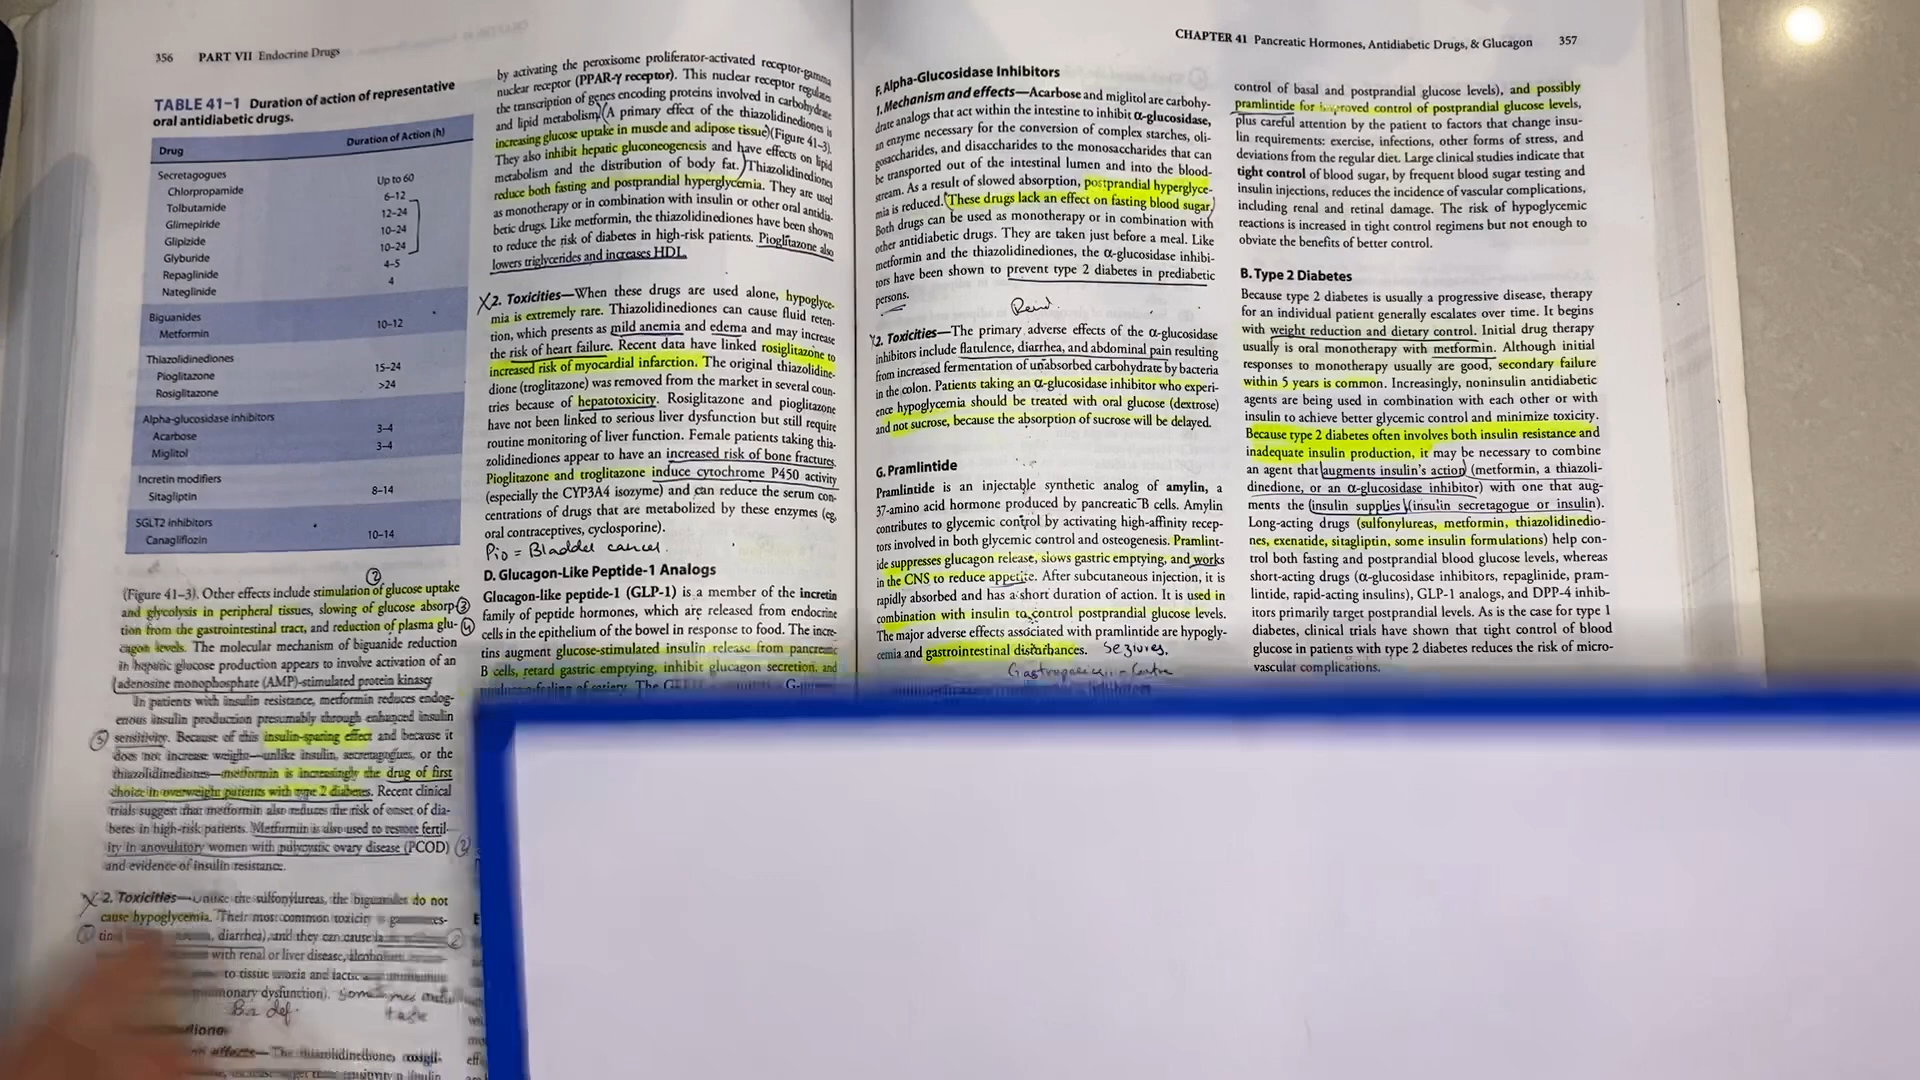 356 PART VII Endocrine Drugs
TABLE 41–1 Duration of action of representative
oral antidiabetic drugs.
Drug Duration of Action (h)
Secretagogues
Chlorpropamide Up to 60
Tolbutamide 6–12
Glimepiride 12–24
Glipizide 10–24
Glyburide 10–24
Repaglinide 4–5
Nateglinide 4
Biguanides
Metformin 10–12
Thiazolidinediones
Pioglitazone 15–24
Rosiglitazone >24
Alpha-glucosidase inhibitors
Acarbose 3–4
Miglitol 3–4
Incretin modifiers
Sitagliptin 8–14
SGLT2 inhibitors
Canagliflozin 10–14
(Figure 41–3). Other effects include stimulation of glucose uptake
and glycolysis in peripheral tissues, slowing of glucose absorp-
tion from the gastrointestinal tract, and reduction of plasma glu-
cagon levels. The molecular mechanism of biguanide reduction
in hepatic glucose production appears to involve activation of an
adenosine monophosphate (AMP)-stimulated protein kinase
In patients with insulin resistance, metformin reduces endog-
enous insulin production presumably through enhanced insulin
sensitivity. Because of this insulin-sparing effect and because it
does not increase weight—unlike insulin, secretagogues, or the
thiazolidinediones—metformin is increasingly the drug of first
choice in overweight patients with type 2 diabetes. Recent clinical
trials suggest that metformin also reduces the risk of onset of dia-
betes in high-risk patients. Metformin is also used to restore fertil-
ity in anovulatory women with polycystic ovary disease (PCOD)
and evidence of insulin resistance.
X 2. Toxicities—Unlike the sulfonylureas, the biguanides do not
cause hypoglycemia. Their most common toxicity is
diarrhea), and they can cause
with renal or liver disease,
to tissue anoxia and
dysfunction).
B12 def. taste
The thiazolidinediones,
by activating the peroxisome proliferator-activated receptor-gamma
nuclear receptor (PPAR-γ receptor). This nuclear receptor regulates
the transcription of genes encoding proteins involved in carbohydrate
and lipid metabolism. A primary effect of the thiazolidinediones is
increasing glucose uptake in muscle and adipose tissue (Figure 41–3).
They also inhibit hepatic gluconeogenesis and have effects on lipid
metabolism and the distribution of body fat. Thiazolidinediones
reduce both fasting and postprandial hyperglycemia. They are used
as monotherapy or in combination with insulin or other oral antidia-
betic drugs. Like metformin, the thiazolidinediones have been shown
to reduce the risk of diabetes in high-risk patients. Pioglitazone also
lowers triglycerides and increases HDL.
X 2. Toxicities—When these drugs are used alone, hypoglyce-
mia is extremely rare. Thiazolidinediones can cause fluid reten-
tion, which presents as mild anemia and edema and may increase
the risk of heart failure. Recent data have linked rosiglitazone to
increased risk of myocardial infarction. The original thiazolidine-
dione (troglitazone) was removed from the market in several coun-
tries because of hepatotoxicity. Rosiglitazone and pioglitazone
have not been linked to serious liver dysfunction but still require
routine monitoring of liver function. Female patients taking thia-
zolidinediones appear to have an increased risk of bone fractures.
Pioglitazone and troglitazone induce cytochrome P450 activity
(especially the CYP3A4 isozyme) and can reduce the serum con-
centrations of drugs that are metabolized by these enzymes (eg,
oral contraceptives, cyclosporine).
Pio = Bladder cancer.
D. Glucagon-Like Peptide-1 Analogs
Glucagon-like peptide-1 (GLP-1) is a member of the incretin
family of peptide hormones, which are released from endocrine
cells in the epithelium of the bowel in response to food. The incre-
tins augment glucose-stimulated insulin release from pancreatic
B cells, retard gastric emptying, inhibit glucagon secretion, and
CHAPTER 41 Pancreatic Hormones, Antidiabetic Drugs, & Glucagon 357
F. Alpha-Glucosidase Inhibitors
1. Mechanism and effects—Acarbose and miglitol are carbohy-
drate analogs that act within the intestine to inhibit α-glucosidase,
an enzyme necessary for the conversion of complex starches, oli-
gosaccharides, and disaccharides to the monosaccharides that can
be transported out of the intestinal lumen and into the blood-
stream. As a result of slowed absorption, postprandial hyperglyce-
mia is reduced. These drugs lack an effect on fasting blood sugar.
Both drugs can be used as monotherapy or in combination with
other antidiabetic drugs. They are taken just before a meal. Like
metformin and the thiazolidinediones, the α-glucosidase inhibi-
tors have been shown to prevent type 2 diabetes in prediabetic
persons.
2. Toxicities—The primary adverse effects of the α-glucosidase
inhibitors include flatulence, diarrhea, and abdominal pain resulting
from increased fermentation of unabsorbed carbohydrate by bacteria
in the colon. Patients taking an α-glucosidase inhibitor who experi-
ence hypoglycemia should be treated with oral glucose (dextrose)
and not sucrose, because the absorption of sucrose will be delayed.
G. Pramlintide
Pramlintide is an injectable synthetic analog of amylin, a
37-amino acid hormone produced by pancreatic B cells. Amylin
contributes to glycemic control by activating high-affinity recep-
tors involved in both glycemic control and osteogenesis. Pramlint-
ide suppresses glucagon release, slows gastric emptying, and works
in the CNS to reduce appetite. After subcutaneous injection, it is
rapidly absorbed and has a short duration of action. It is used in
combination with insulin to control postprandial glucose levels.
The major adverse effects associated with pramlintide are hypogly-
cemia and gastrointestinal disturbances. Seziures.
control of basal and postprandial glucose levels), and possibly
pramlintide for improved control of postprandial glucose levels,
plus careful attention by the patient to factors that change insu-
lin requirements: exercise, infections, other forms of stress, and
deviations from the regular diet. Large clinical studies indicate that
tight control of blood sugar, by frequent blood sugar testing and
insulin injections, reduces the incidence of vascular complications,
including renal and retinal damage. The risk of hypoglycemic
reactions is increased in tight control regimens but not enough to
obviate the benefits of better control.
B. Type 2 Diabetes
Because type 2 diabetes is usually a progressive disease, therapy
for an individual patient generally escalates over time. It begins
with weight reduction and dietary control. Initial drug therapy
usually is oral monotherapy with metformin. Although initial
responses to monotherapy usually are good, secondary failure
within 5 years is common. Increasingly, noninsulin antidiabetic
agents are being used in combination with each other or with
insulin to achieve better glycemic control and minimize toxicity.
Because type 2 diabetes often involves both insulin resistance and
inadequate insulin production, it may be necessary to combine
an agent that augments insulin's action (metformin, a thiazoli-
dinedione, or an α-glucosidase inhibitor) with one that aug-
ments the insulin supplies (insulin secretagogue or insulin).
Long-acting drugs (sulfonylureas, metformin, thiazolidinedio-
nes, exenatide, sitagliptin, some insulin formulations) help con-
trol both fasting and postprandial blood glucose levels, whereas
short-acting drugs (α-glucosidase inhibitors, repaglinide, pram-
lintide, rapid-acting insulins), GLP-1 analogs, and DPP-4 inhib-
itors primarily target postprandial levels. As is the case for type 1
diabetes, clinical trials have shown that tight control of blood
glucose in patients with type 2 diabetes reduces the risk of micro-
vascular complications.